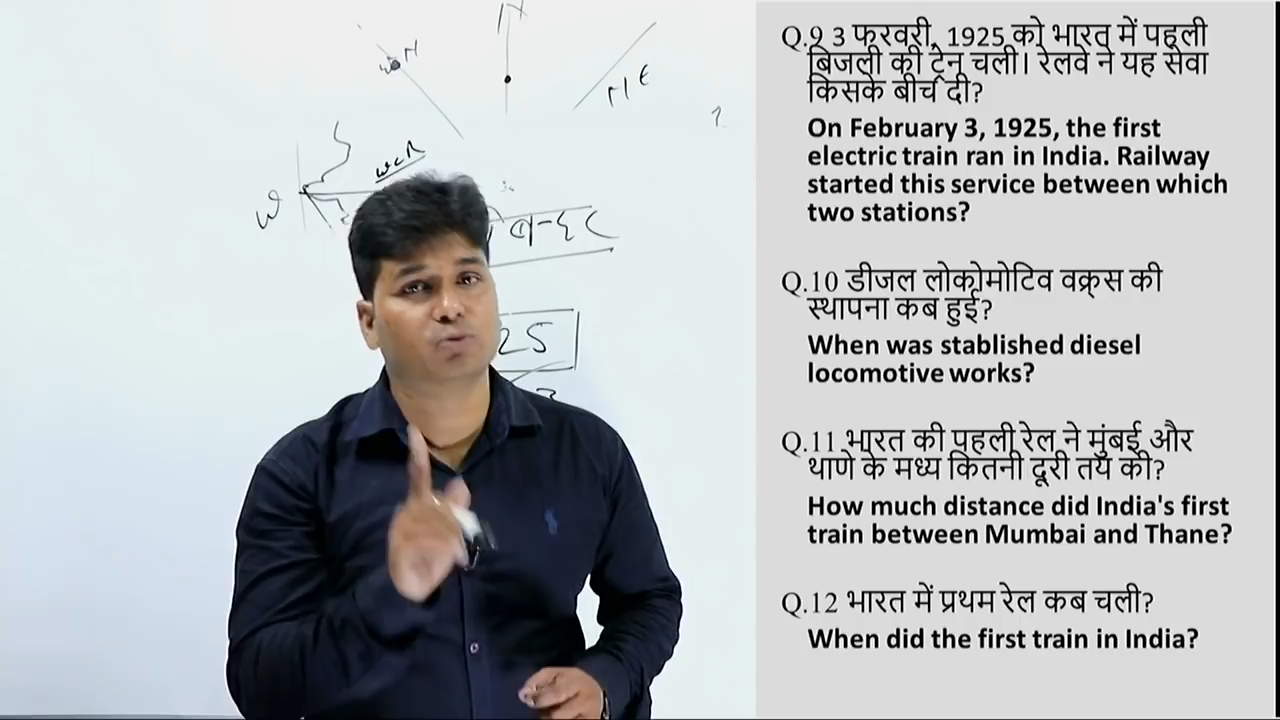 N
N
N E
W
WCR
25
Q.9 3 फरवरी, 1925 को भारत में पहली
बिजली की ट्रेन चली। रेलवे ने यह सेवा
किसके बीच दी?
On February 3, 1925, the first
electric train ran in India. Railway
started this service between which
two stations?
Q.10 डीजल लोकोमोटिव वक्र्स की
स्थापना कब हुई?
When was stablished diesel
locomotive works?
Q.11 भारत की पहली रेल ने मुंबई और
थाणे के मध्य कितनी दूरी तय की?
How much distance did India's first
train between Mumbai and Thane?
Q.12 भारत में प्रथम रेल कब चली?
When did the first train in India?